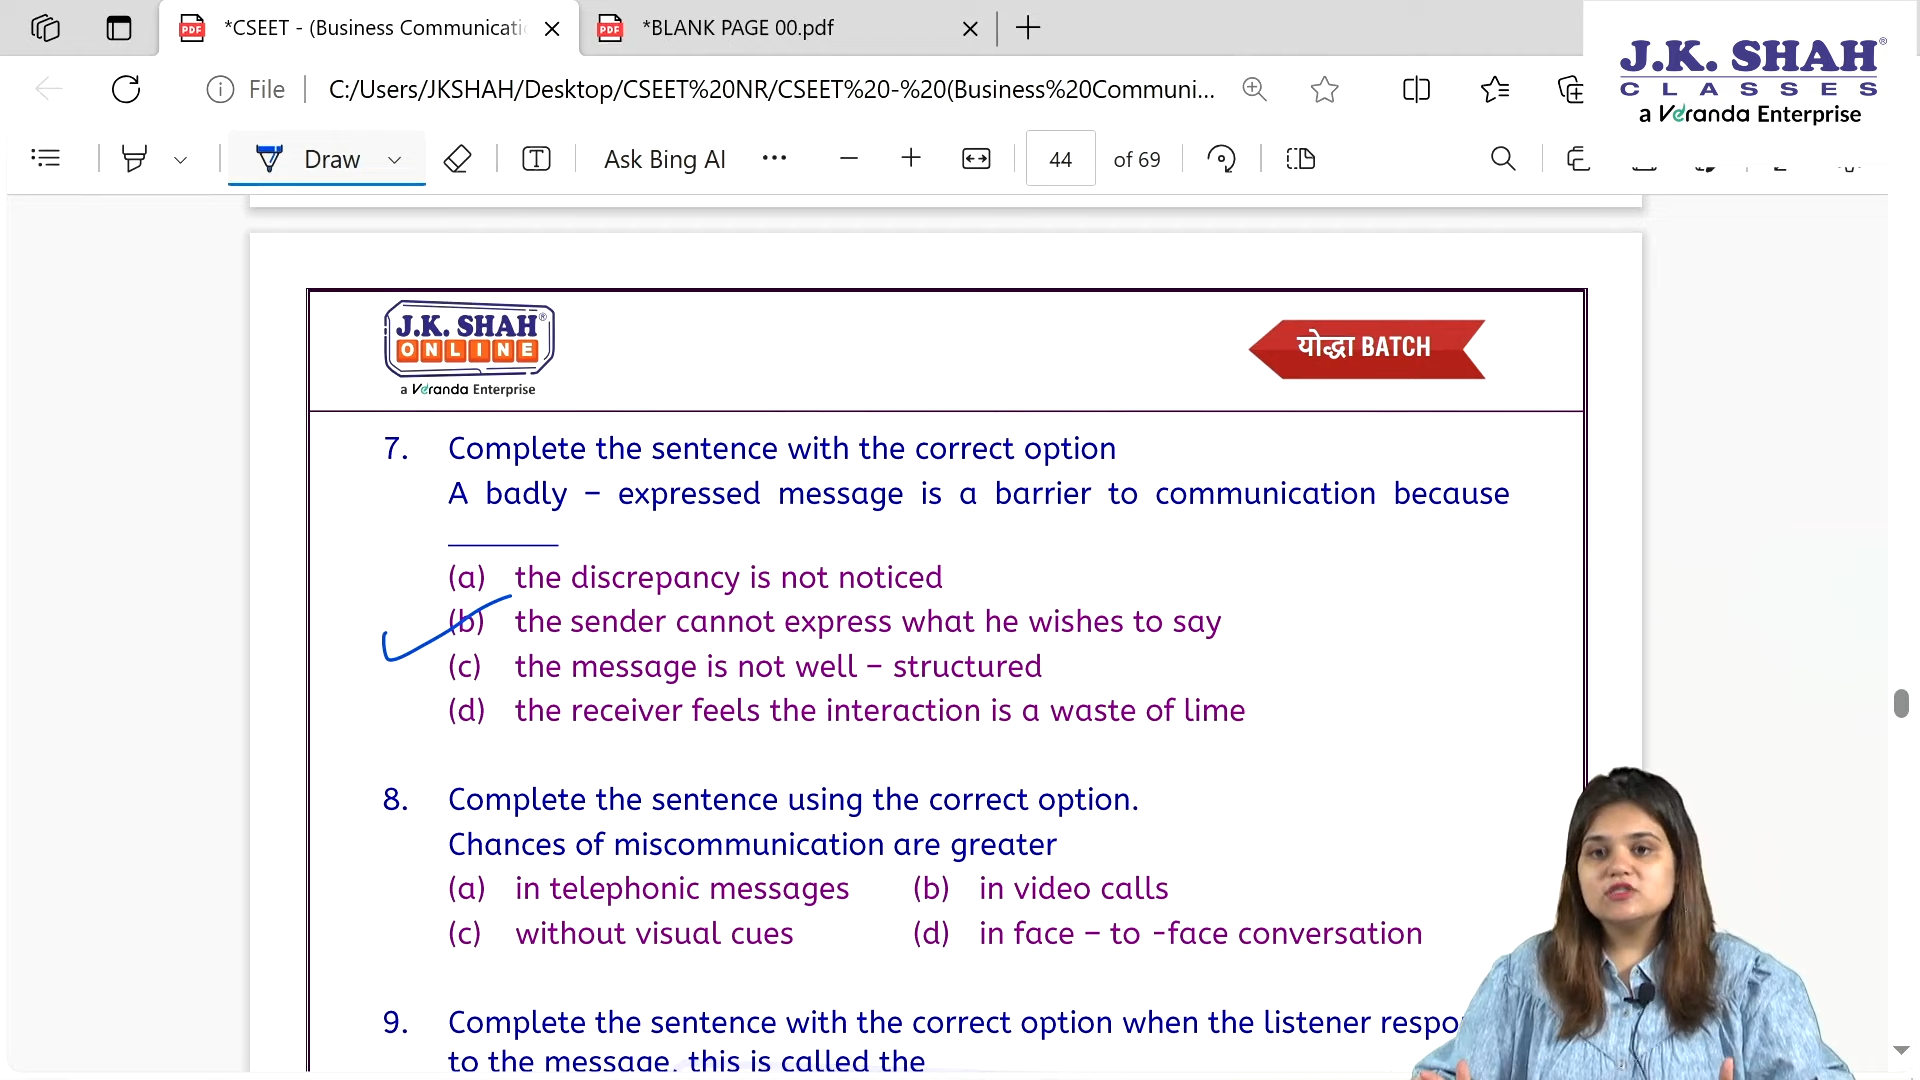 *CSEET - (Business Communicati
*BLANK PAGE 00.pdf
J.K. SHAH®
CLASSES
a Veranda Enterprise
File
C:/Users/JKSHAH/Desktop/CSEET%20NR/CSEET%20-%20(Business%20Communi...
Draw
Ask Bing AI
44
of 69
J.K. SHAH®
ONLINE
a Veranda Enterprise
योद्धा BATCH
7. Complete the sentence with the correct option
A badly – expressed message is a barrier to communication because
_______
(a) the discrepancy is not noticed
(b) the sender cannot express what he wishes to say
(c) the message is not well – structured
(d) the receiver feels the interaction is a waste of lime
8. Complete the sentence using the correct option.
Chances of miscommunication are greater
(a) in telephonic messages (b) in video calls
(c) without visual cues (d) in face – to -face conversation
9. Complete the sentence with the correct option when the listener respo
to the message, this is called the